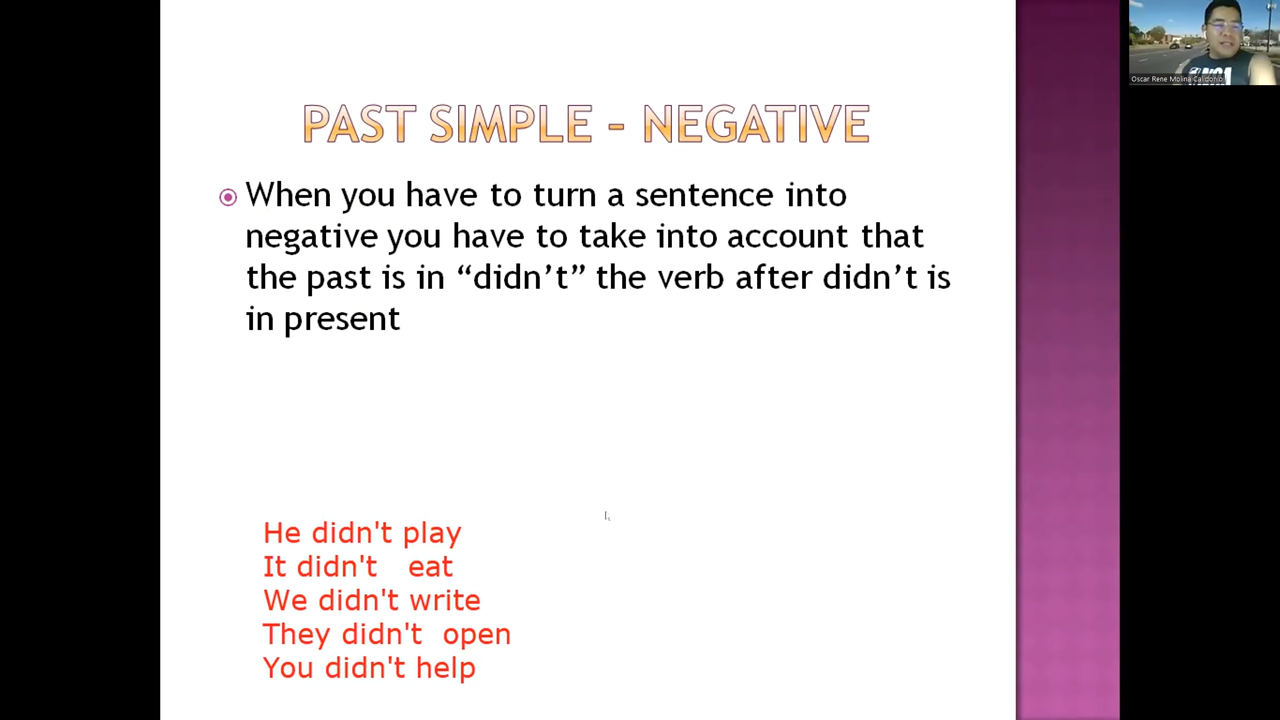 PAST SIMPLE - NEGATIVE
When you have to turn a sentence into
negative you have to take into account that
the past is in “didn’t” the verb after didn’t is
in present
He didn't play
It didn't eat
We didn't write
They didn't open
You didn't help
Oscar Rene Molina